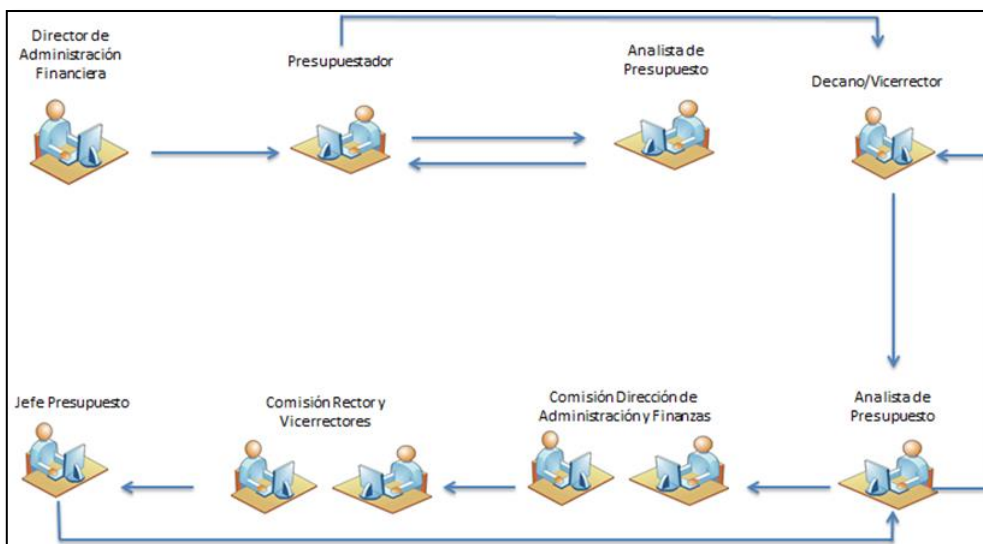 Director de
Administración
Financiera
Presupuestador
Analista de
Presupuesto
Decano/Vicerrector
Jefe Presupuesto
Comisión Rector y
Vicerrectores
Comisión Dirección de
Administración y Finanzas
Analista de
Presupuesto